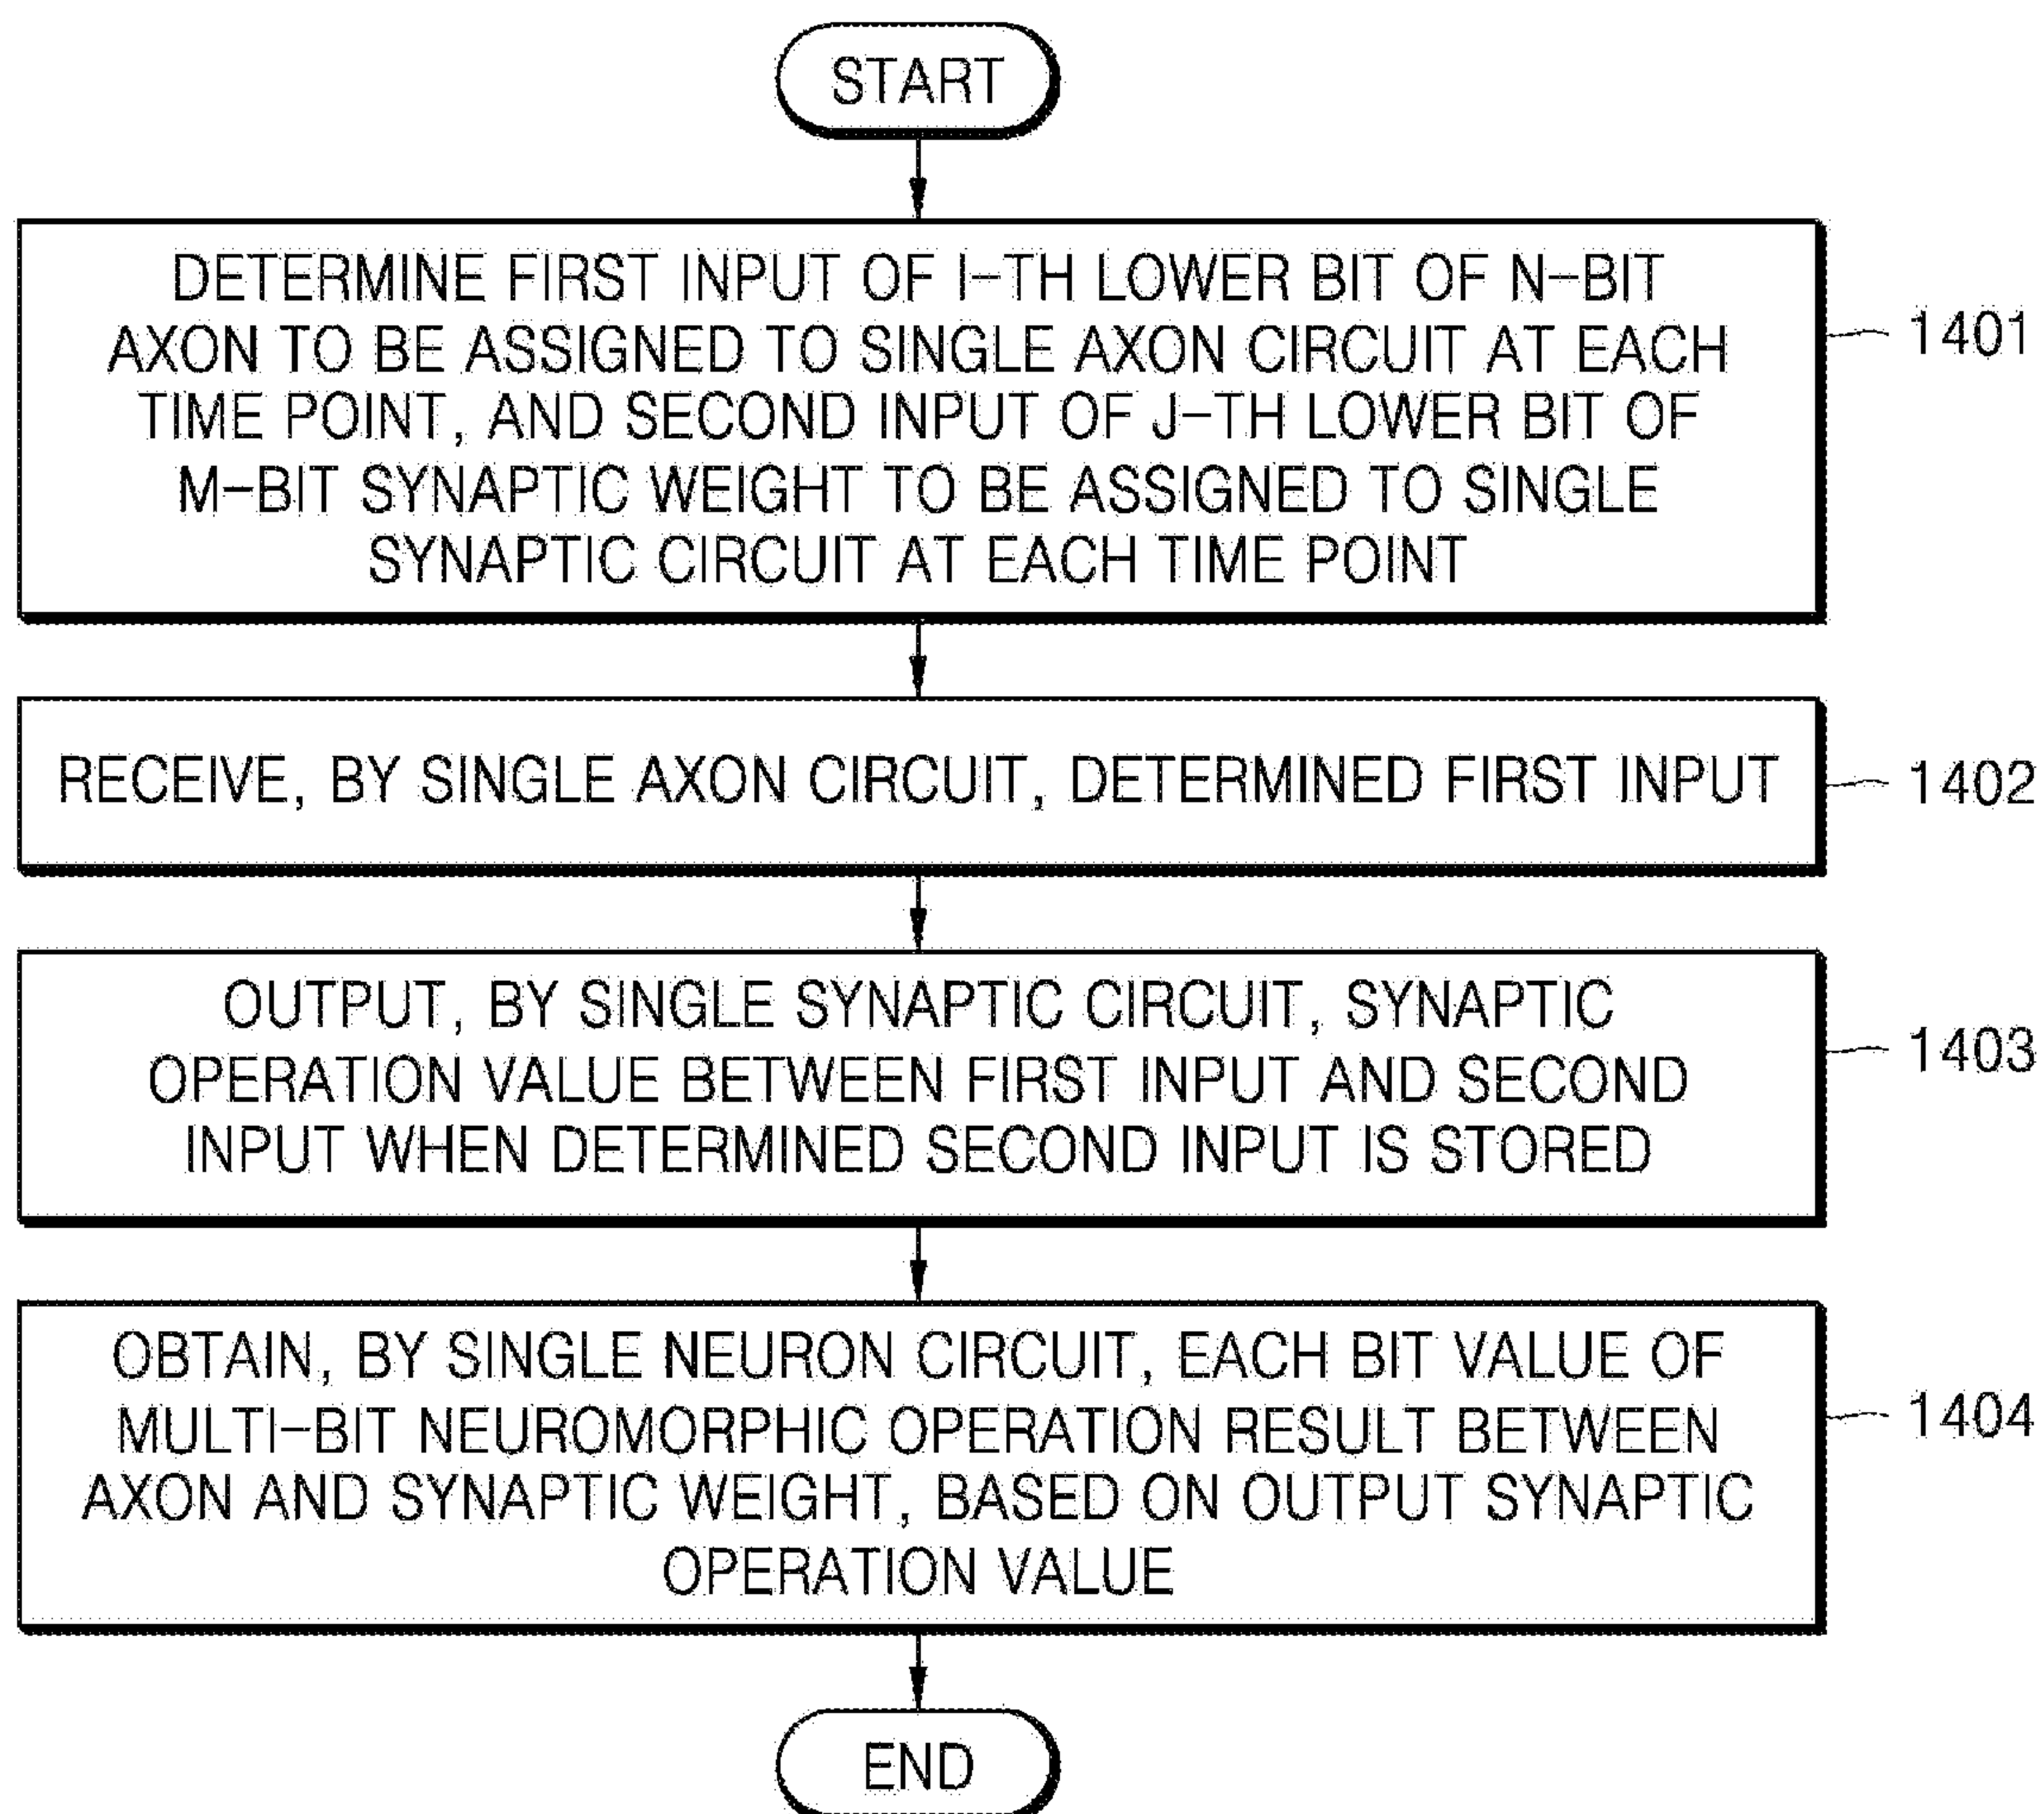 START
DETERMINE FIRST INPUT OF I-TH LOWER BIT OF N-BIT
AXON TO BE ASSIGNED TO SINGLE AXON CIRCUIT AT EACH
TIME POINT, AND SECOND INPUT OF J-TH LOWER BIT OF
M-BIT SYNAPTIC WEIGHT TO BE ASSIGNED TO SINGLE
SYNAPTIC CIRCUIT AT EACH TIME POINT
1401
RECEIVE, BY SINGLE AXON CIRCUIT, DETERMINED FIRST INPUT
1402
OUTPUT, BY SINGLE SYNAPTIC CIRCUIT, SYNAPTIC
OPERATION VALUE BETWEEN FIRST INPUT AND SECOND
INPUT WHEN DETERMINED SECOND INPUT IS STORED
1403
OBTAIN, BY SINGLE NEURON CIRCUIT, EACH BIT VALUE OF
MULTI-BIT NEUROMORPHIC OPERATION RESULT BETWEEN
AXON AND SYNAPTIC WEIGHT, BASED ON OUTPUT SYNAPTIC
OPERATION VALUE
1404
END